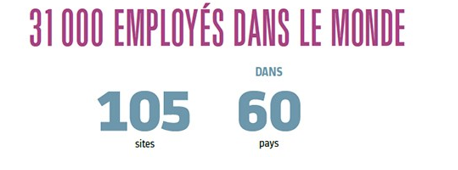 31 000 EMPLOYÉS DANS LE MONDE
105
sites
DANS
60
pays